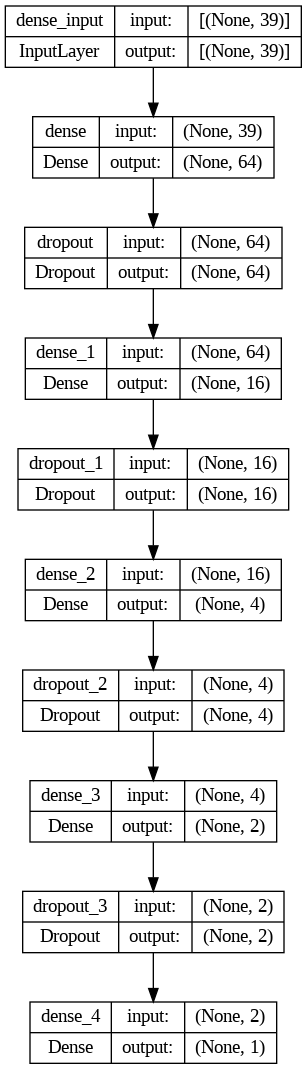 dense_input input: [(None, 39)]
InputLayer output: [(None, 39)]
dense input: (None, 39)
Dense output: (None, 64)
dropout input: (None, 64)
Dropout output: (None, 64)
dense_1 input: (None, 64)
Dense output: (None, 16)
dropout_1 input: (None, 16)
Dropout output: (None, 16)
dense_2 input: (None, 16)
Dense output: (None, 4)
dropout_2 input: (None, 4)
Dropout output: (None, 4)
dense_3 input: (None, 4)
Dense output: (None, 2)
dropout_3 input: (None, 2)
Dropout output: (None, 2)
dense_4 input: (None, 2)
Dense output: (None, 1)